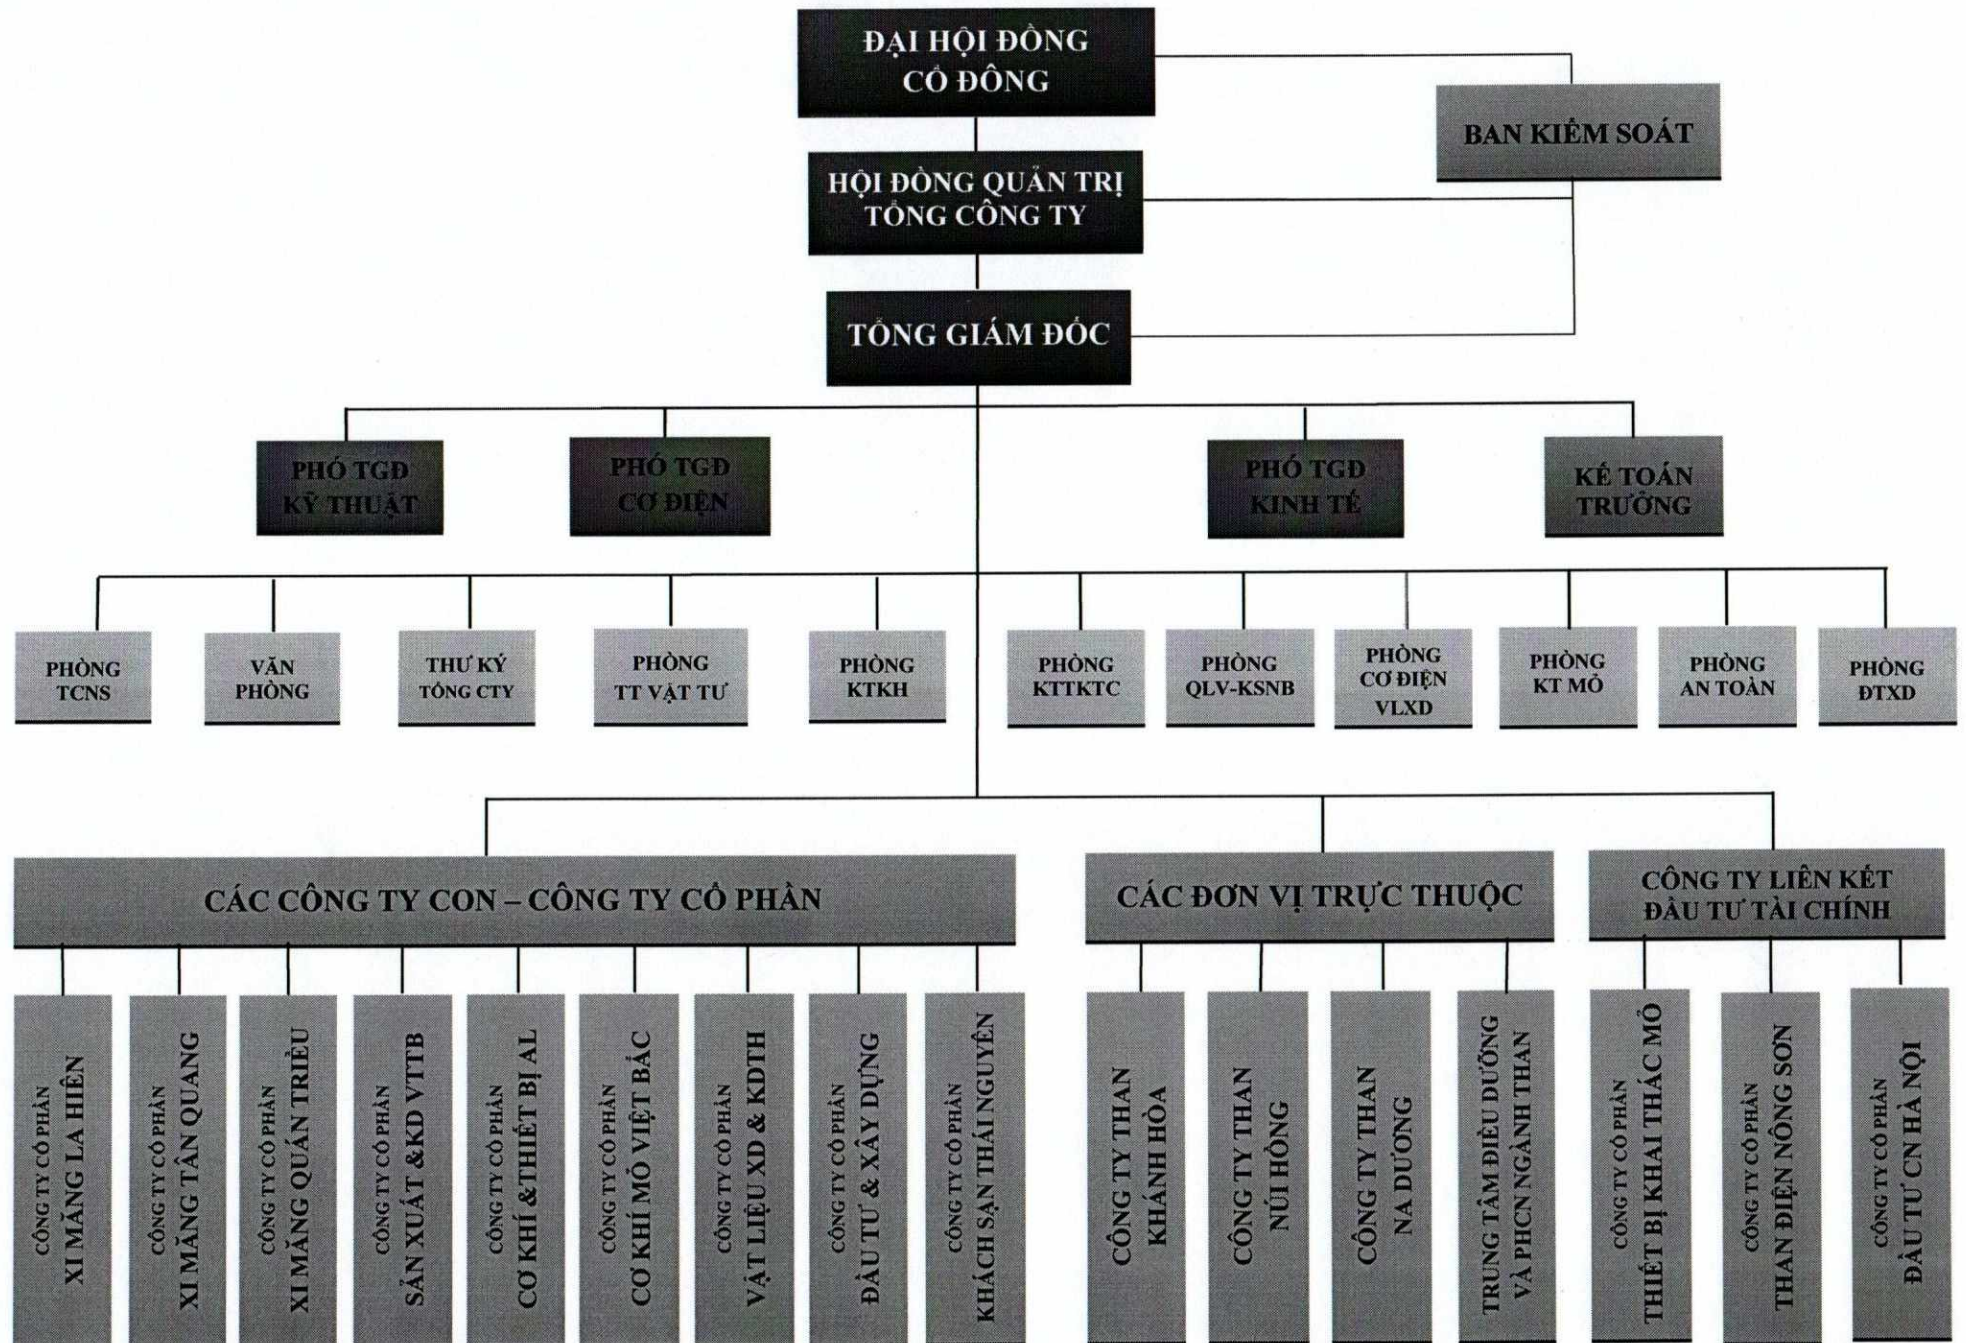 ĐẠI HỘI ĐỒNG
CỔ ĐÔNG
BAN KIỂM SOÁT
HỘI ĐỒNG QUẢN TRỊ
TỔNG CÔNG TY
TỔNG GIÁM ĐỐC
PHÓ TGĐ
KỸ THUẬT
PHÓ TGĐ
CƠ ĐIỆN
PHÓ TGĐ
KINH TẾ
KẾ TOÁN
TRƯỞNG
PHÒNG
TCNS
VĂN
PHÒNG
THƯ KÝ
TỔNG CTY
PHÒNG
TT VẬT TƯ
PHÒNG
KTKH
PHÒNG
KTTKTC
PHÒNG
QLV-KSNB
PHÒNG
CƠ ĐIỆN
VLXD
PHÒNG
KT MỎ
PHÒNG
AN TOÀN
PHÒNG
ĐTXD
CÁC CÔNG TY CON – CÔNG TY CỔ PHẦN
CÁC ĐƠN VỊ TRỰC THUỘC
CÔNG TY LIÊN KẾT
ĐẦU TƯ TÀI CHÍNH
CÔNG TY CỔ PHẦN
XI MĂNG LA HIÊN
CÔNG TY CỔ PHẦN
XI MĂNG TÂN QUANG
CÔNG TY CỔ PHẦN
XI MĂNG QUÁN TRIỀU
CÔNG TY CỔ PHẦN
SẢN XUẤT &KD VTTB
CÔNG TY CỔ PHẦN
CƠ KHÍ &THIẾT BỊ AL
CÔNG TY CỔ PHẦN
CƠ KHÍ MỎ VIỆT BẮC
CÔNG TY CỔ PHẦN
VẬT LIỆU XD & KDTH
CÔNG TY CỔ PHẦN
ĐẦU TƯ & XÂY DỰNG
CÔNG TY CỔ PHẦN
KHÁCH SẠN THÁI NGUYÊN
CÔNG TY THAN
KHÁNH HÒA
CÔNG TY THAN
NÚI HỒNG
CÔNG TY THAN
NA DƯƠNG
TRUNG TÂM ĐIỀU DƯỠNG
VÀ PHCN NGÀNH THAN
CÔNG TY CỔ PHẦN
THIẾT BỊ KHAI THÁC MỎ
CÔNG TY CỔ PHẦN
THAN ĐIỆN NÔNG SƠN
CÔNG TY CỔ PHẦN
ĐẦU TƯ CN HÀ NỘI